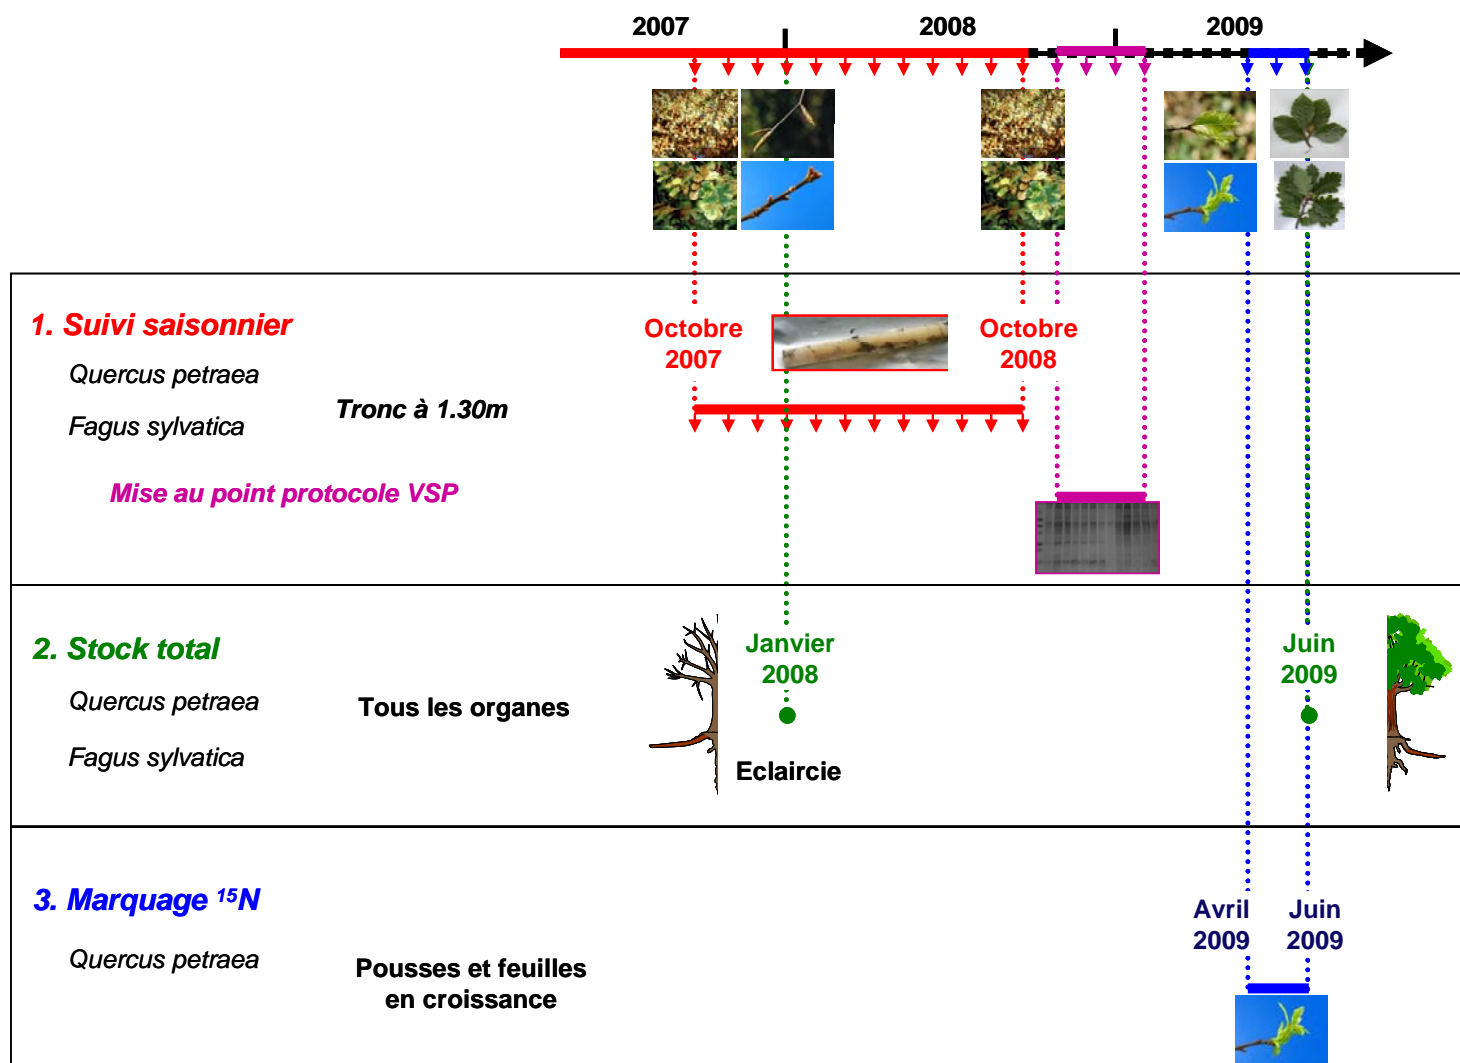 2007 2008 2009
1. Suivi saisonnier
Quercus petraea
Fagus sylvatica
Tronc à 1.30m
Mise au point protocole VSP
Octobre
2007
Octobre
2008
2. Stock total
Quercus petraea
Fagus sylvatica
Tous les organes
Janvier
2008
Eclaircie
Juin
2009
3. Marquage ¹⁵N
Quercus petraea
Pousses et feuilles
en croissance
Avril
2009
Juin
2009